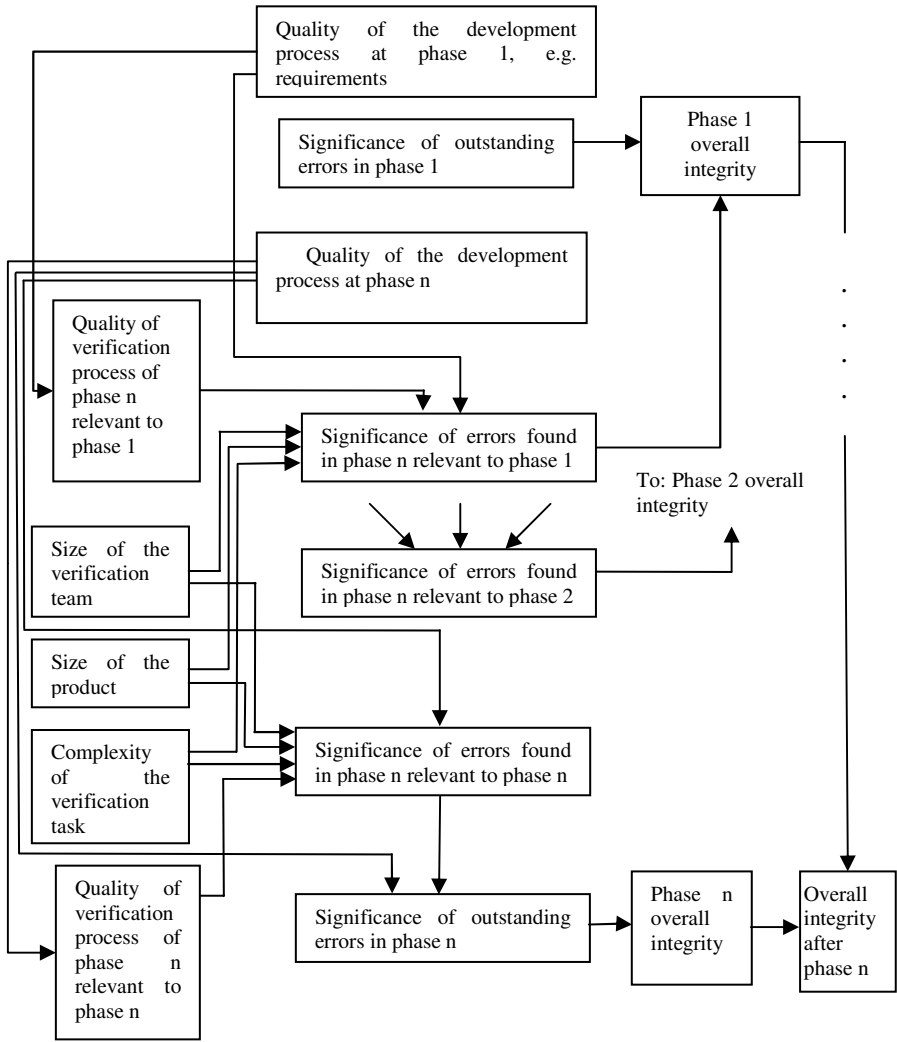 Quality of the development
process at phase 1, e.g.
requirements
Phase 1
overall
integrity
Significance of outstanding
errors in phase 1
Quality of the development
process at phase n
Quality of
verification
process of
phase n
relevant to
phase 1
Significance of errors found
in phase n relevant to phase 1
To: Phase 2 overall
integrity
Size of the
verification
team
Significance of errors found
in phase n relevant to phase 2
Size of the
product
Complexity
of the
verification
task
Significance of errors found
in phase n relevant to phase n
Quality of
verification
process of
phase n
relevant to
phase n
Significance of outstanding
errors in phase n
Phase n
overall
integrity
Overall
integrity
after
phase n